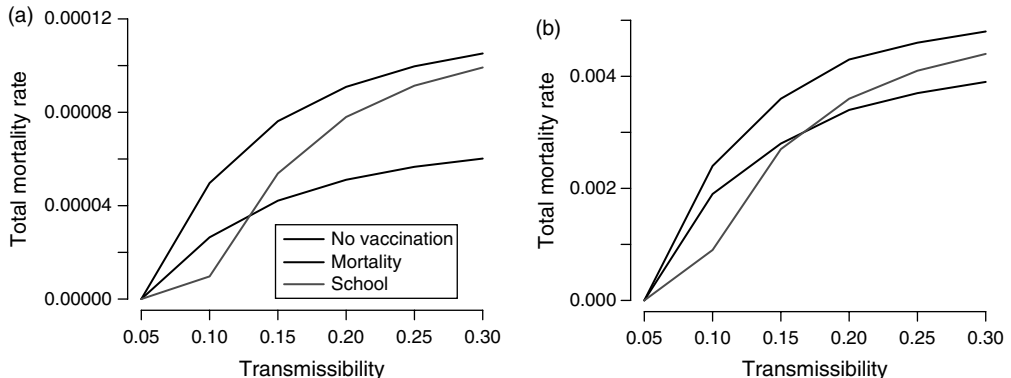 (a)
Total mortality rate
0.00012
0.00008
0.00004
0.00000
No vaccination
Mortality
School
0.05 0.10 0.15 0.20 0.25 0.30
Transmissibility
(b)
Total mortality rate
0.004
0.002
0.000
0.05 0.10 0.15 0.20 0.25 0.30
Transmissibility